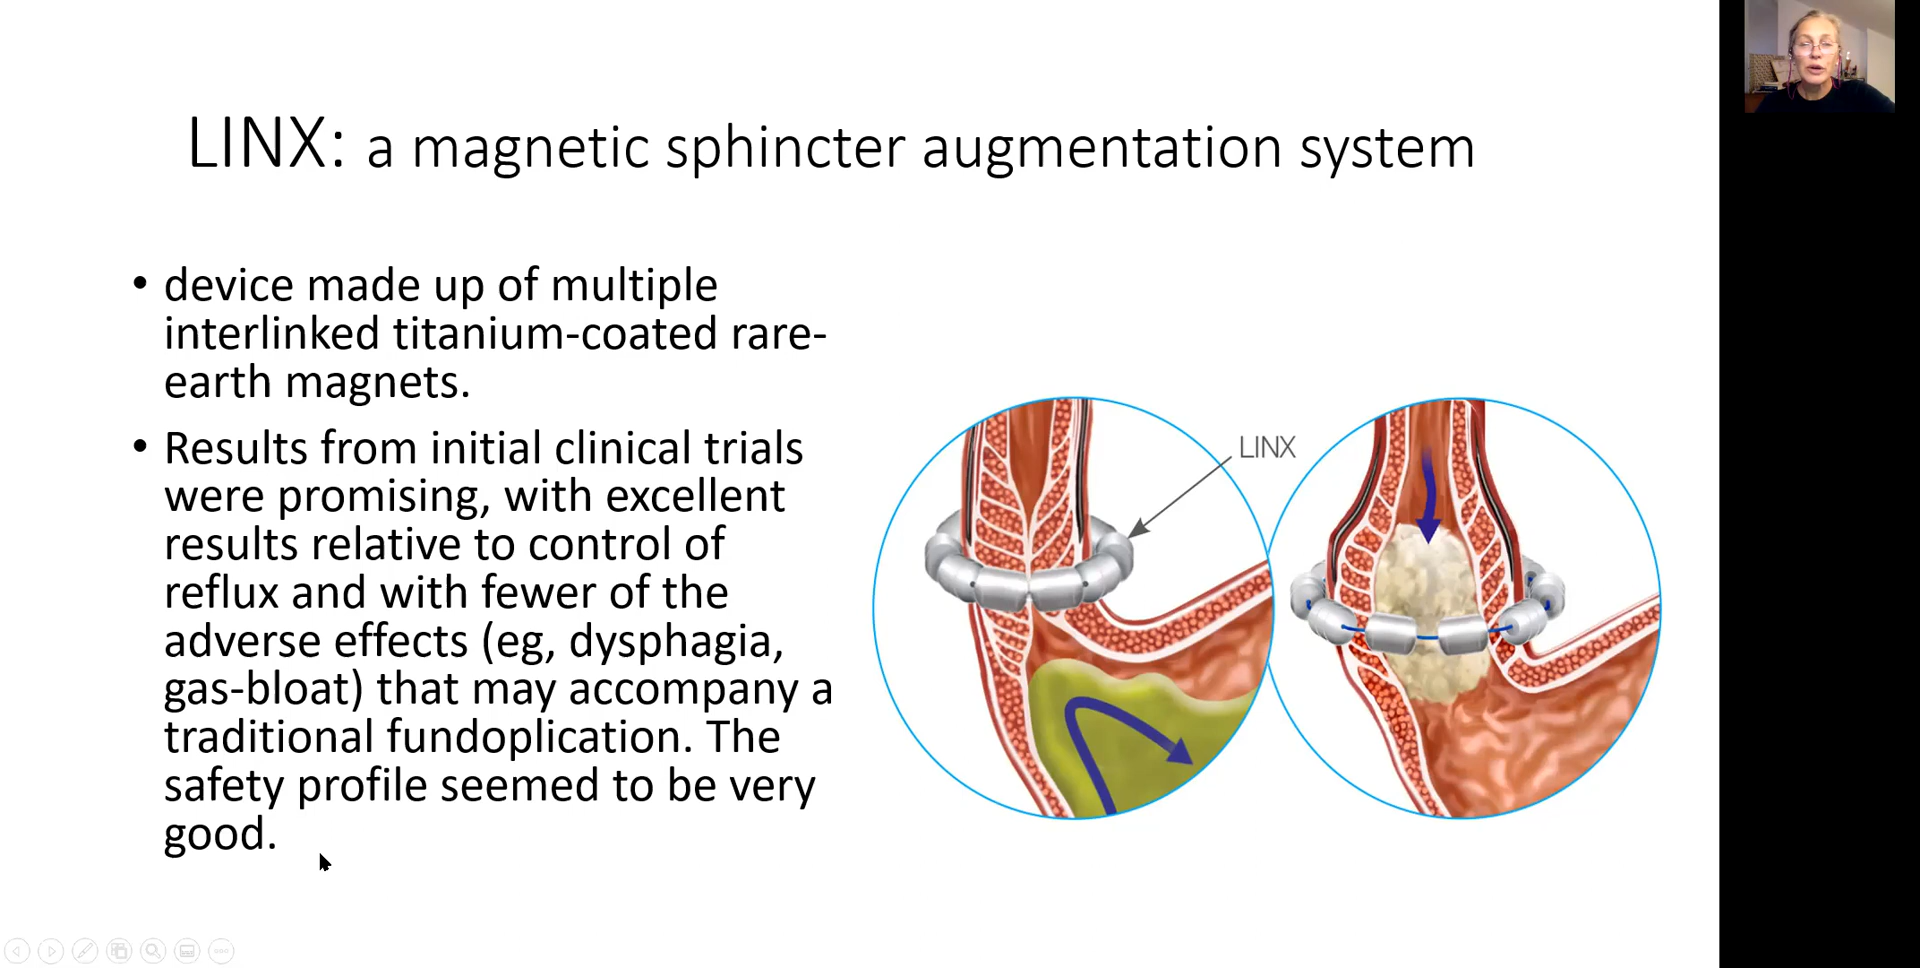 LINX: a magnetic sphincter augmentation system
• device made up of multiple
interlinked titanium-coated rare-
earth magnets.
• Results from initial clinical trials
were promising, with excellent
results relative to control of
reflux and with fewer of the
adverse effects (eg, dysphagia,
gas-bloat) that may accompany a
traditional fundoplication. The
safety profile seemed to be very
good.
LINX